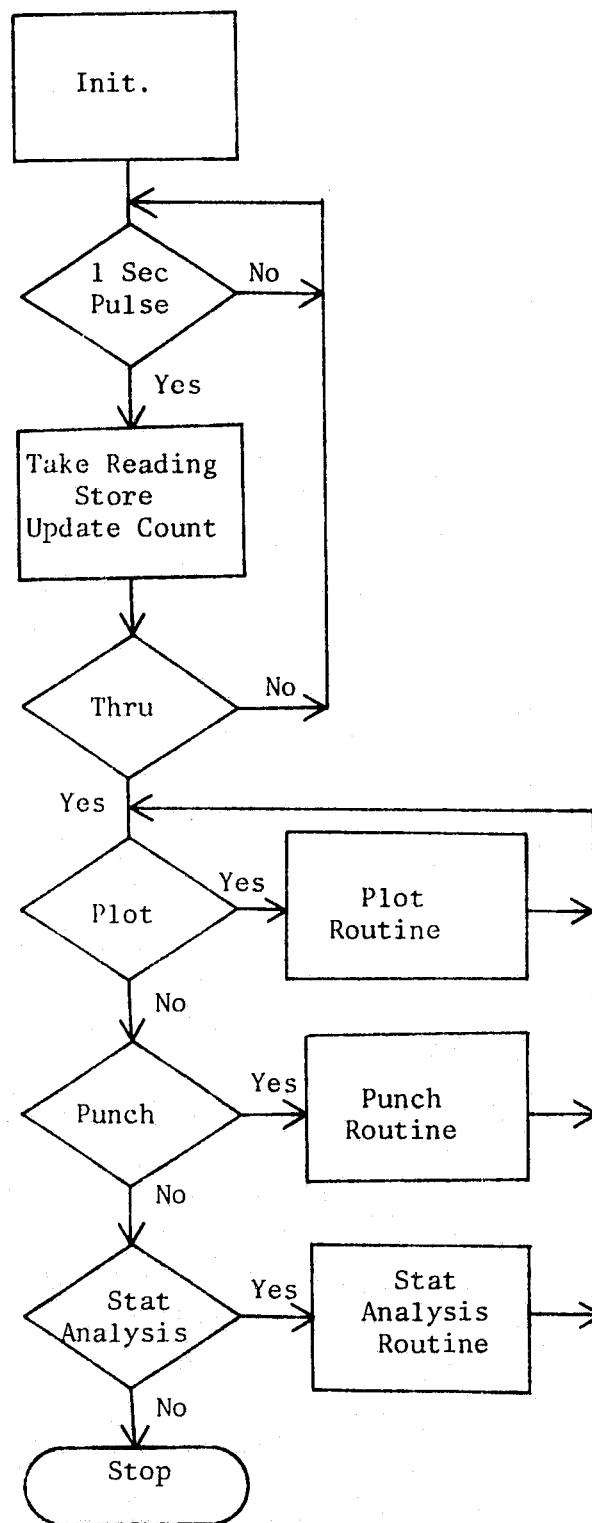 Init.
1 Sec
Pulse
No
Yes
Take Reading
Store
Update Count
Thru
No
Yes
Plot
Yes
Plot
Routine
No
Punch
Yes
Punch
Routine
No
Stat
Analysis
Yes
Stat
Analysis
Routine
No
Stop